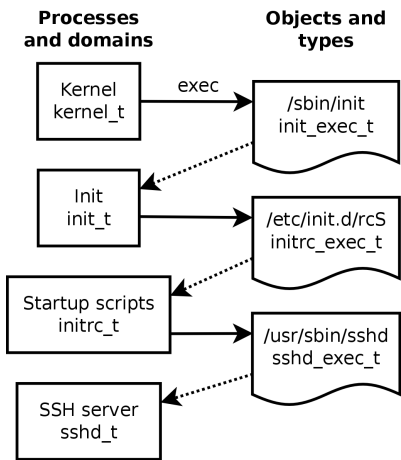 Processes
and domains
Objects and
types
Kernel
kernel_t
exec
/sbin/init
init_exec_t
Init
init_t
/etc/init.d/rcS
initrc_exec_t
Startup scripts
initrc_t
/usr/sbin/sshd
sshd_exec_t
SSH server
sshd_t